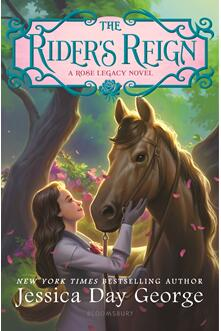 THE
RIDER'S REIGN
A ROSE LEGACY NOVEL
NEW YORK TIMES BESTSELLING AUTHOR
Jessica Day George
BLOOMSBURY